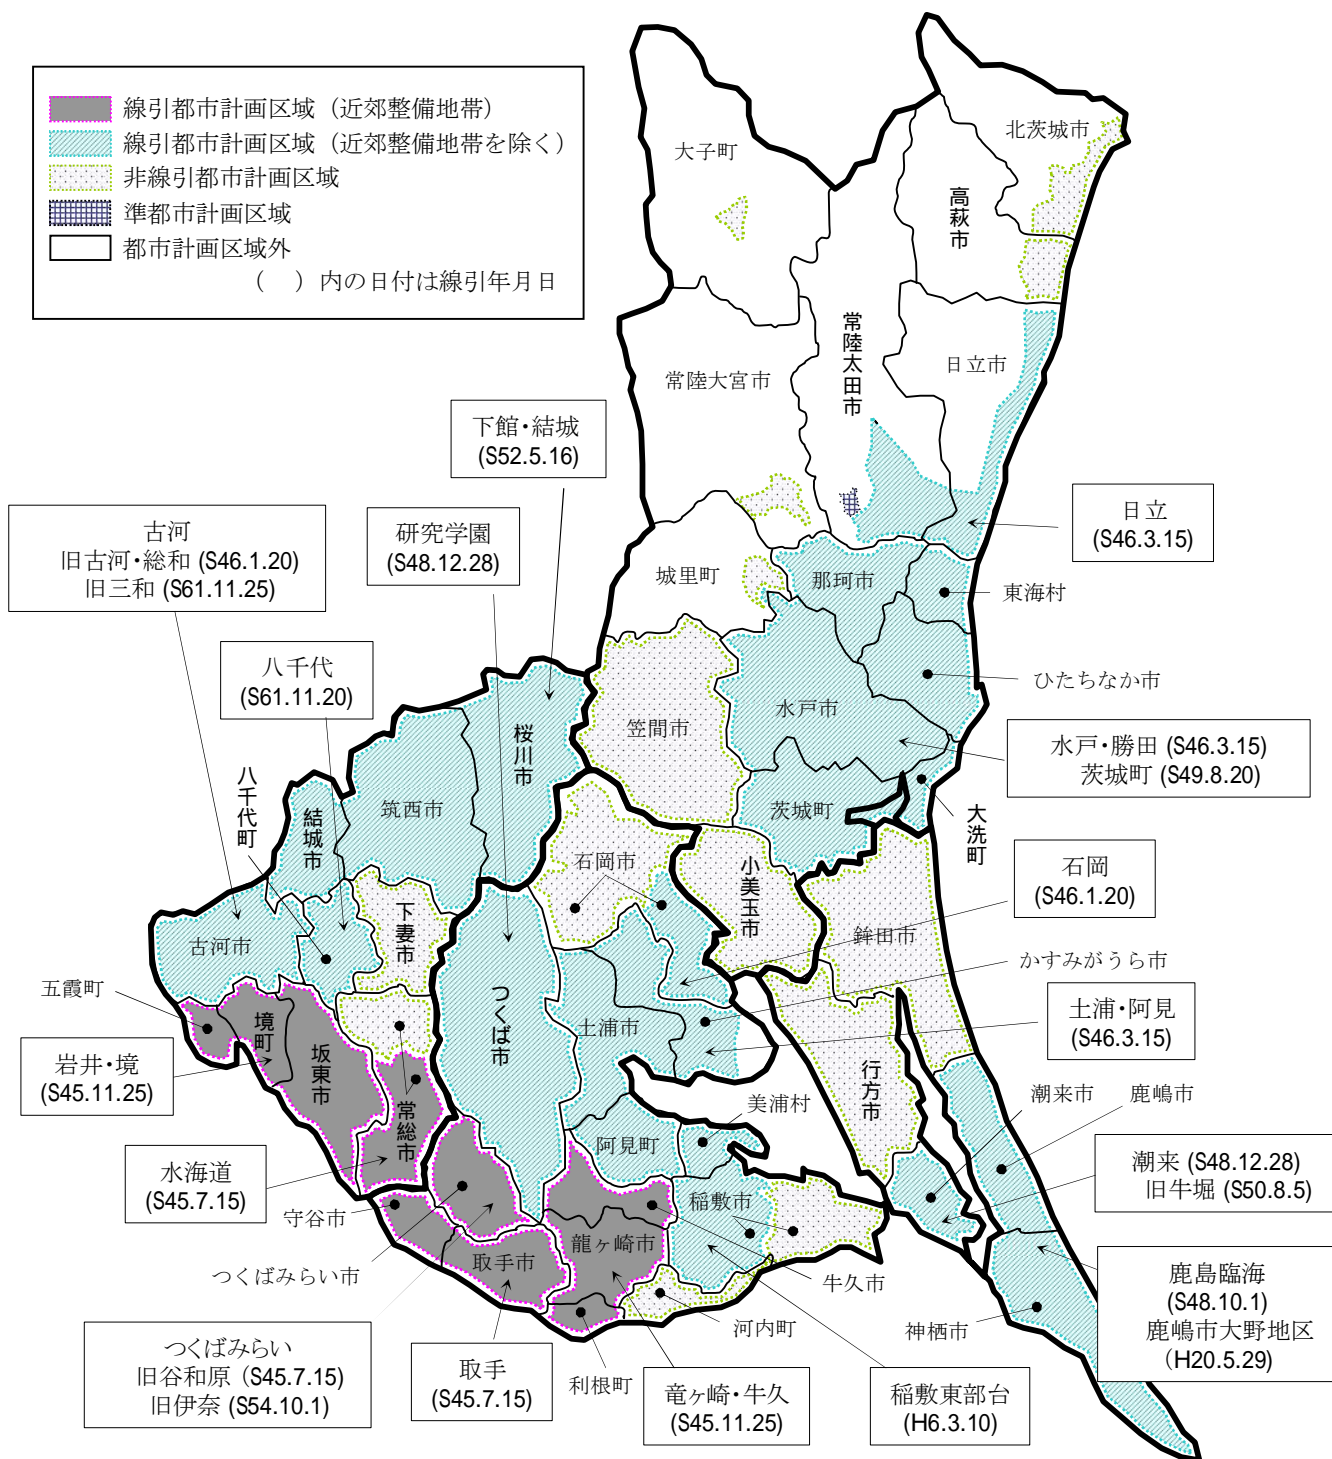 線引都市計画区域（近郊整備地帯）
線引都市計画区域（近郊整備地帯を除く）
非線引都市計画区域
準都市計画区域
都市計画区域外
（　）内の日付は線引年月日
大子町
北茨城市
高萩市
常陸太田市
日立市
常陸大宮市
下館・結城
(S52.5.16)
古河
旧古河・総和 (S46.1.20)
旧三和 (S61.11.25)
研究学園
(S48.12.28)
日立
(S46.3.15)
城里町
那珂市
東海村
八千代
(S61.11.20)
ひたちなか市
水戸市
笠間市
桜川市
水戸・勝田 (S46.3.15)
茨城町 (S49.8.20)
八千代町
結城市
筑西市
茨城町
大洗町
石岡市
小美玉市
石岡
(S46.1.20)
下妻市
古河市
鉾田市
かすみがうら市
五霞町
境町
坂東市
つくば市
土浦市
土浦・阿見
(S46.3.15)
岩井・境
(S45.11.25)
行方市
常総市
美浦村
潮来市
鹿嶋市
阿見町
水海道
(S45.7.15)
潮来 (S48.12.28)
旧牛堀 (S50.8.5)
稲敷市
守谷市
龍ヶ崎市
取手市
つくばみらい市
牛久市
鹿島臨海
(S48.10.1)
鹿嶋市大野地区
（H20.5.29)
神栖市
河内町
つくばみらい
旧谷和原（S45.7.15)
旧伊奈 (S54.10.1)
取手
(S45.7.15)
利根町
竜ヶ崎・牛久
(S45.11.25)
稲敷東部台
(H6.3.10)